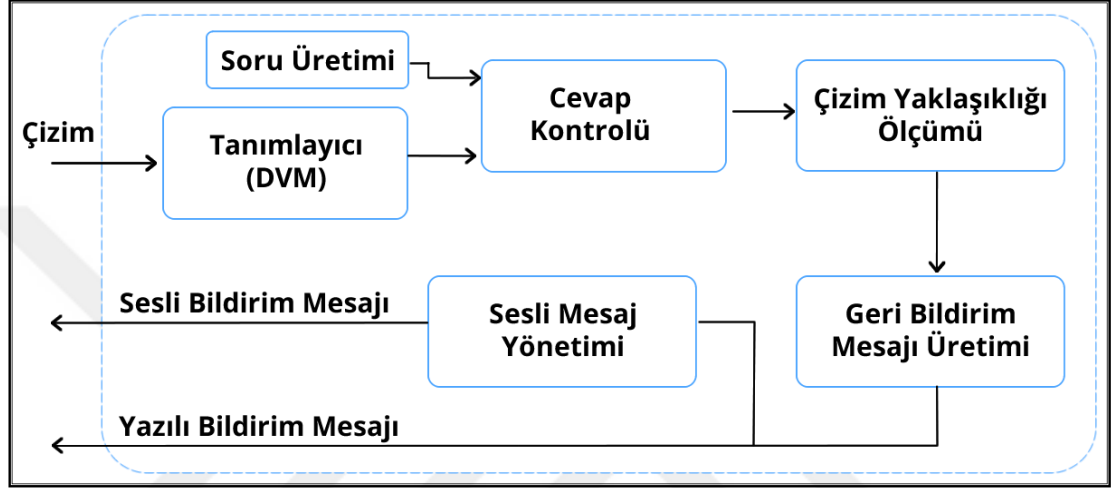 Soru Üretimi
Çizim
Tanımlayıcı
(DVM)
Cevap
Kontrolü
Çizim Yaklaşıklığı
Ölçümü
Sesli Bildirim Mesajı
Sesli Mesaj
Yönetimi
Geri Bildirim
Mesajı Üretimi
Yazılı Bildirim Mesajı